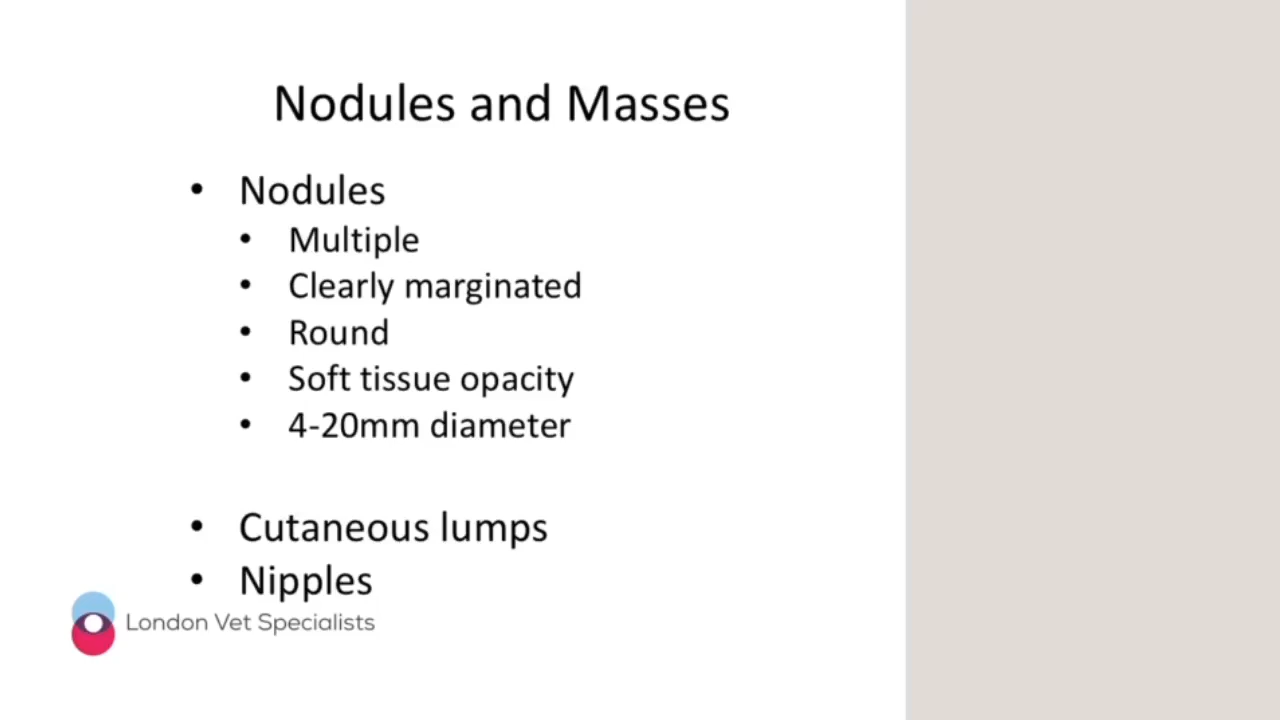 Nodules and Masses
• Nodules
• Multiple
• Clearly marginated
• Round
• Soft tissue opacity
• 4-20mm diameter
• Cutaneous lumps
• Nipples
London Vet Specialists